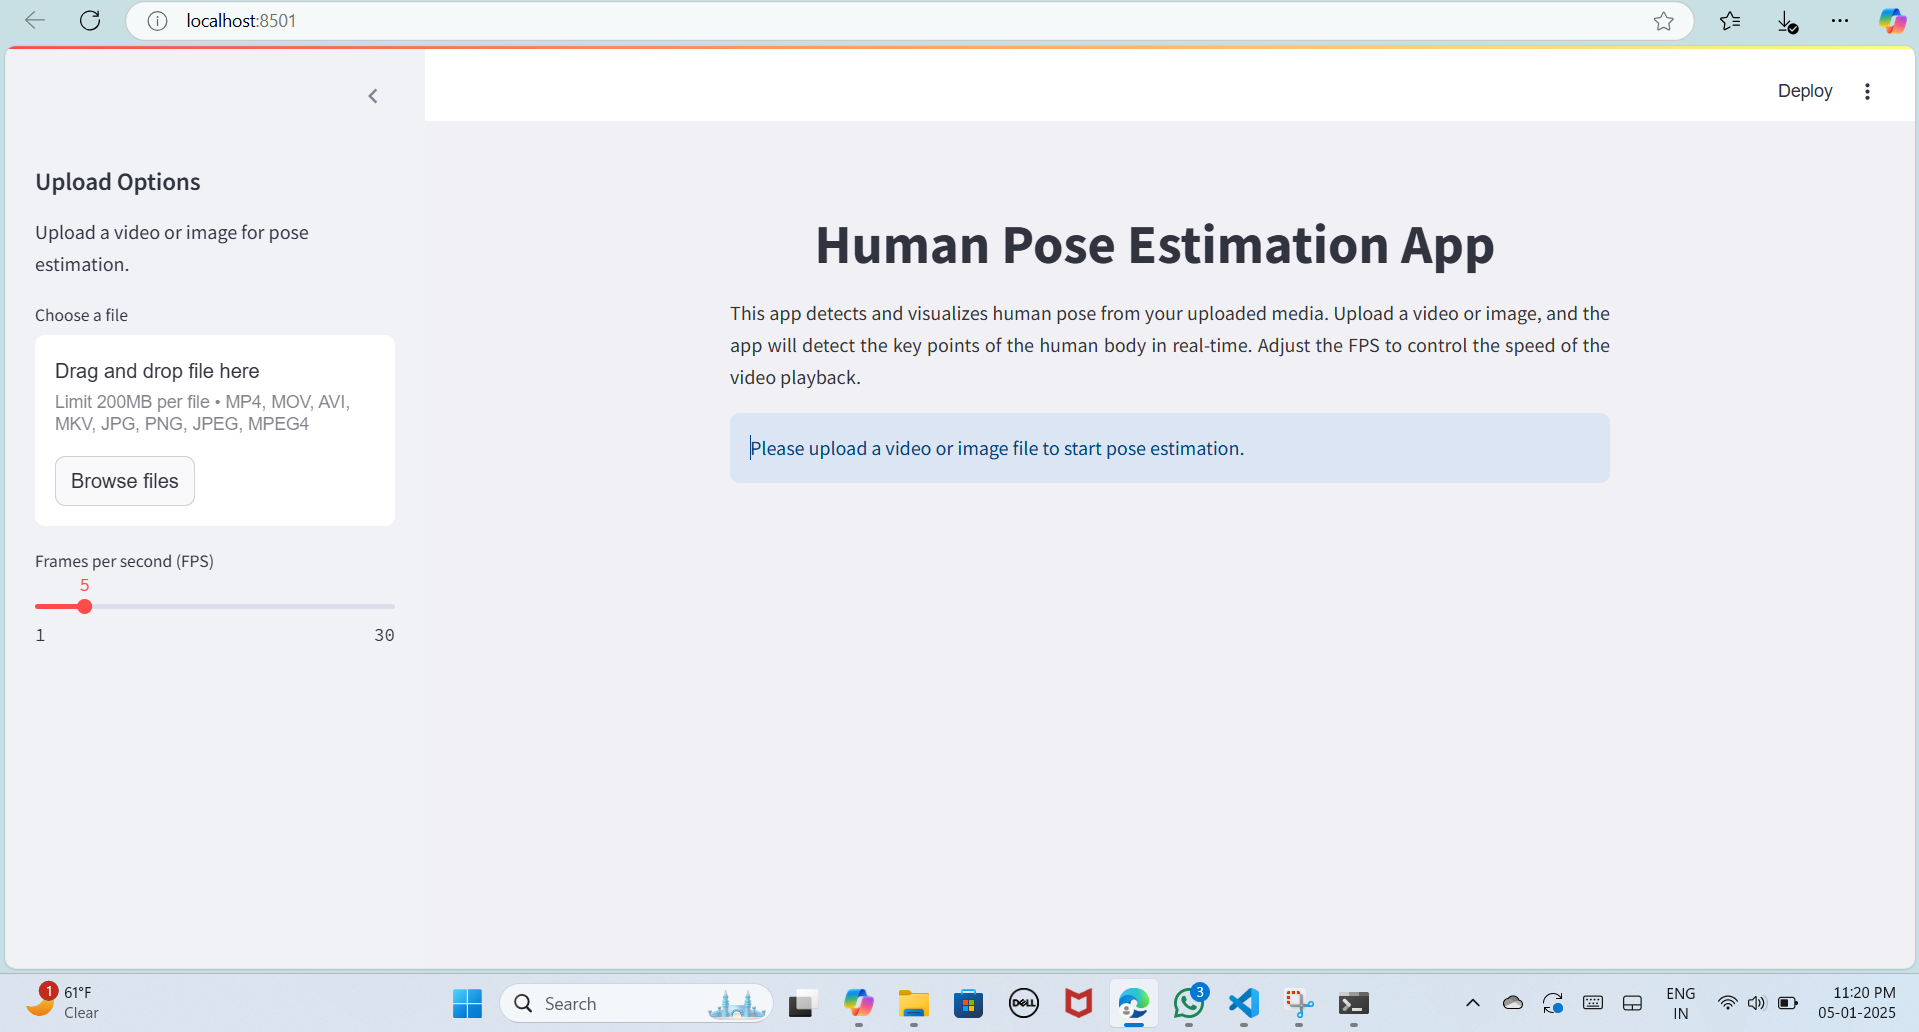 localhost:8501
Deploy
Upload Options
Upload a video or image for pose
estimation.
Choose a file
Drag and drop file here
Limit 200MB per file • MP4, MOV, AVI,
MKV, JPG, PNG, JPEG, MPEG4
Browse files
Frames per second (FPS)
5
1
30
Human Pose Estimation App
This app detects and visualizes human pose from your uploaded media. Upload a video or image, and the
app will detect the key points of the human body in real-time. Adjust the FPS to control the speed of the
video playback.
Please upload a video or image file to start pose estimation.
1
61°F
Clear
Search
DELL
3
ENG
IN
11:20 PM
05-01-2025